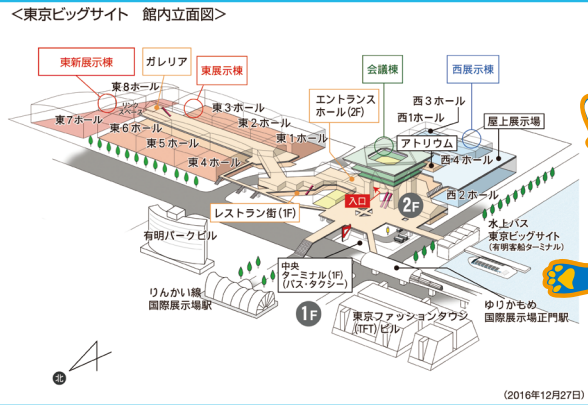 ＜東京ビッグサイト 館内立面図＞
東新展示棟
ガレリア
東展示棟
会議棟
西展示棟
東8ホール
リンク
スペース
東7ホール
東6ホール
東5ホール
東4ホール
東3ホール
東2ホール
東1ホール
エントランス
ホール(2F)
西3ホール
西1ホール
屋上展示場
アトリウム
西4ホール
西2ホール
入口
2F
レストラン街(1F)
有明パークビル
水上バス
東京ビッグサイト
(有明客船ターミナル)
中央
ターミナル(1F)
(バス・タクシー)
りんかい線
国際展示場駅
1F
東京ファッションタウン
(TFT)ビル
ゆりかもめ
国際展示場正門駅
北
(2016年12月27日)